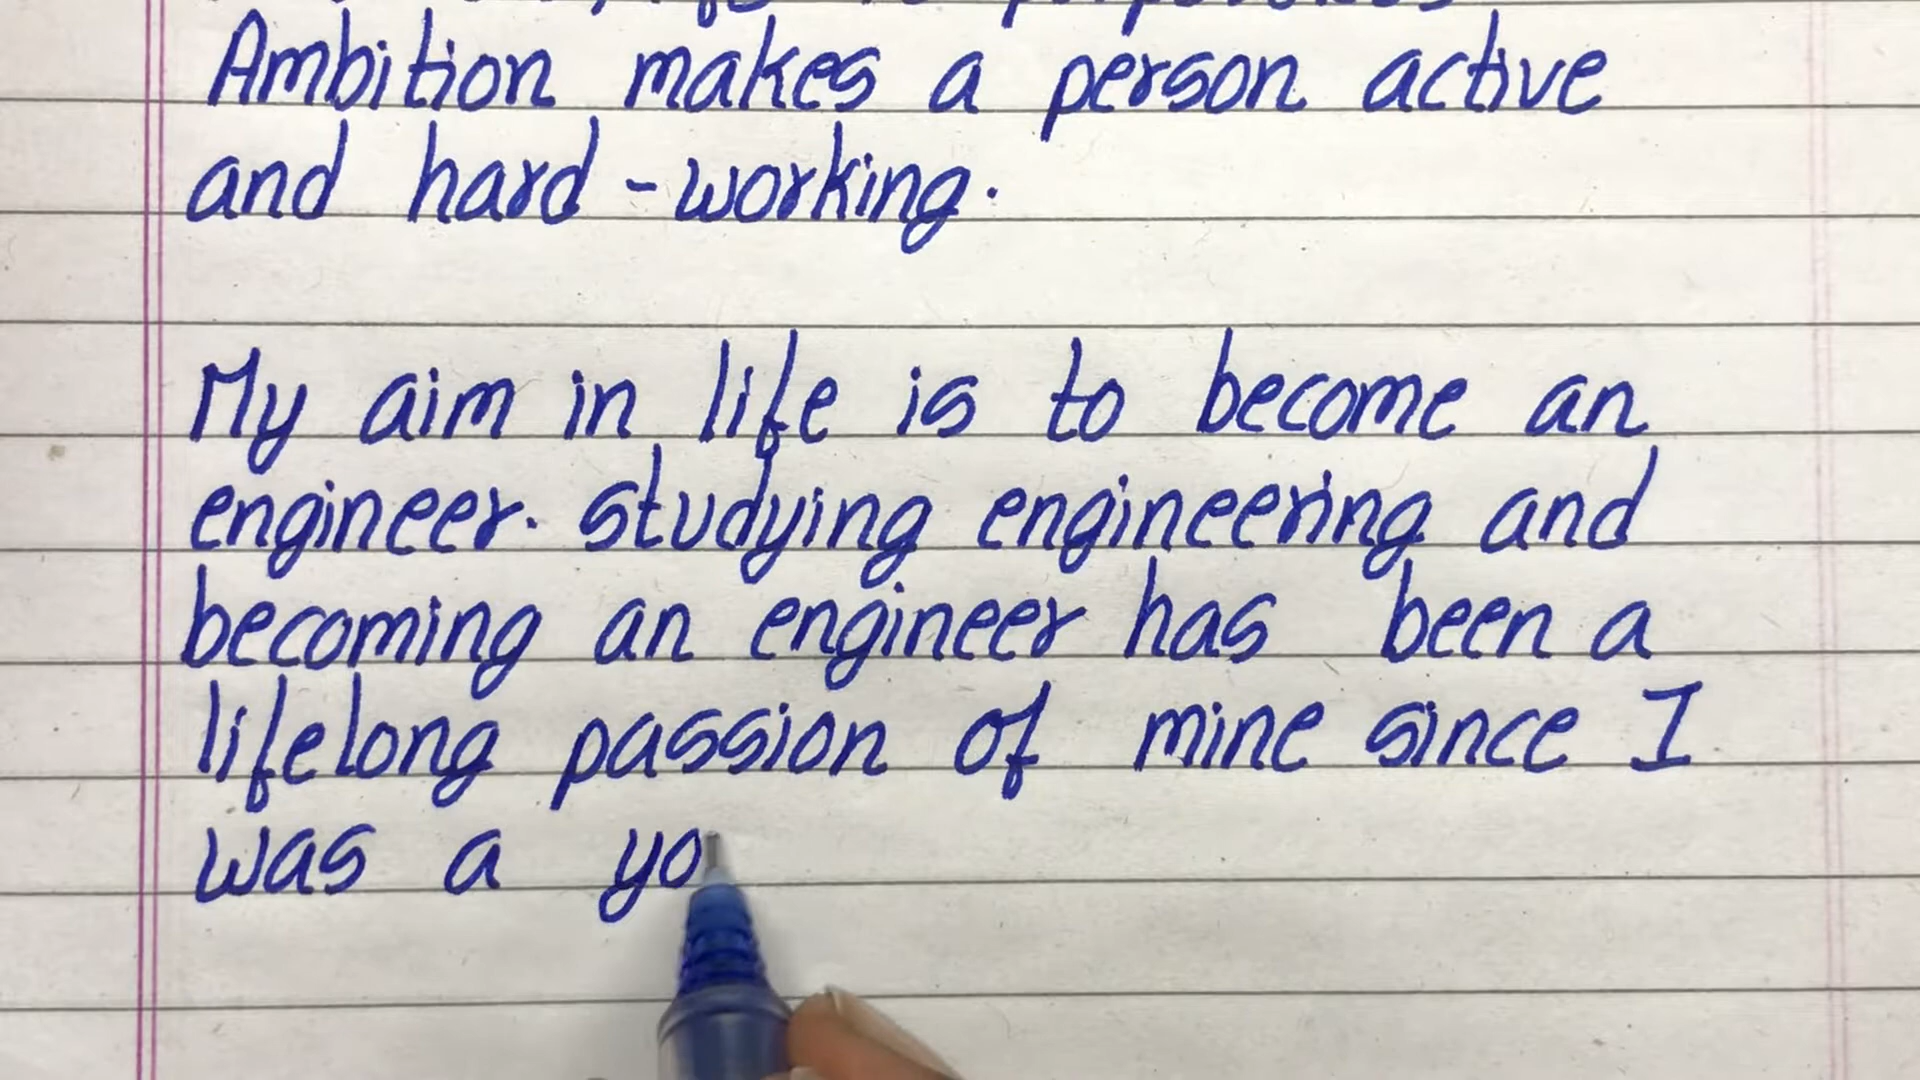 Ambition makes a person active
and hard-working.
My aim in life is to become an
engineer. studying engineering and
becoming an engineer has been a
lifelong passion of mine since I
was a yo